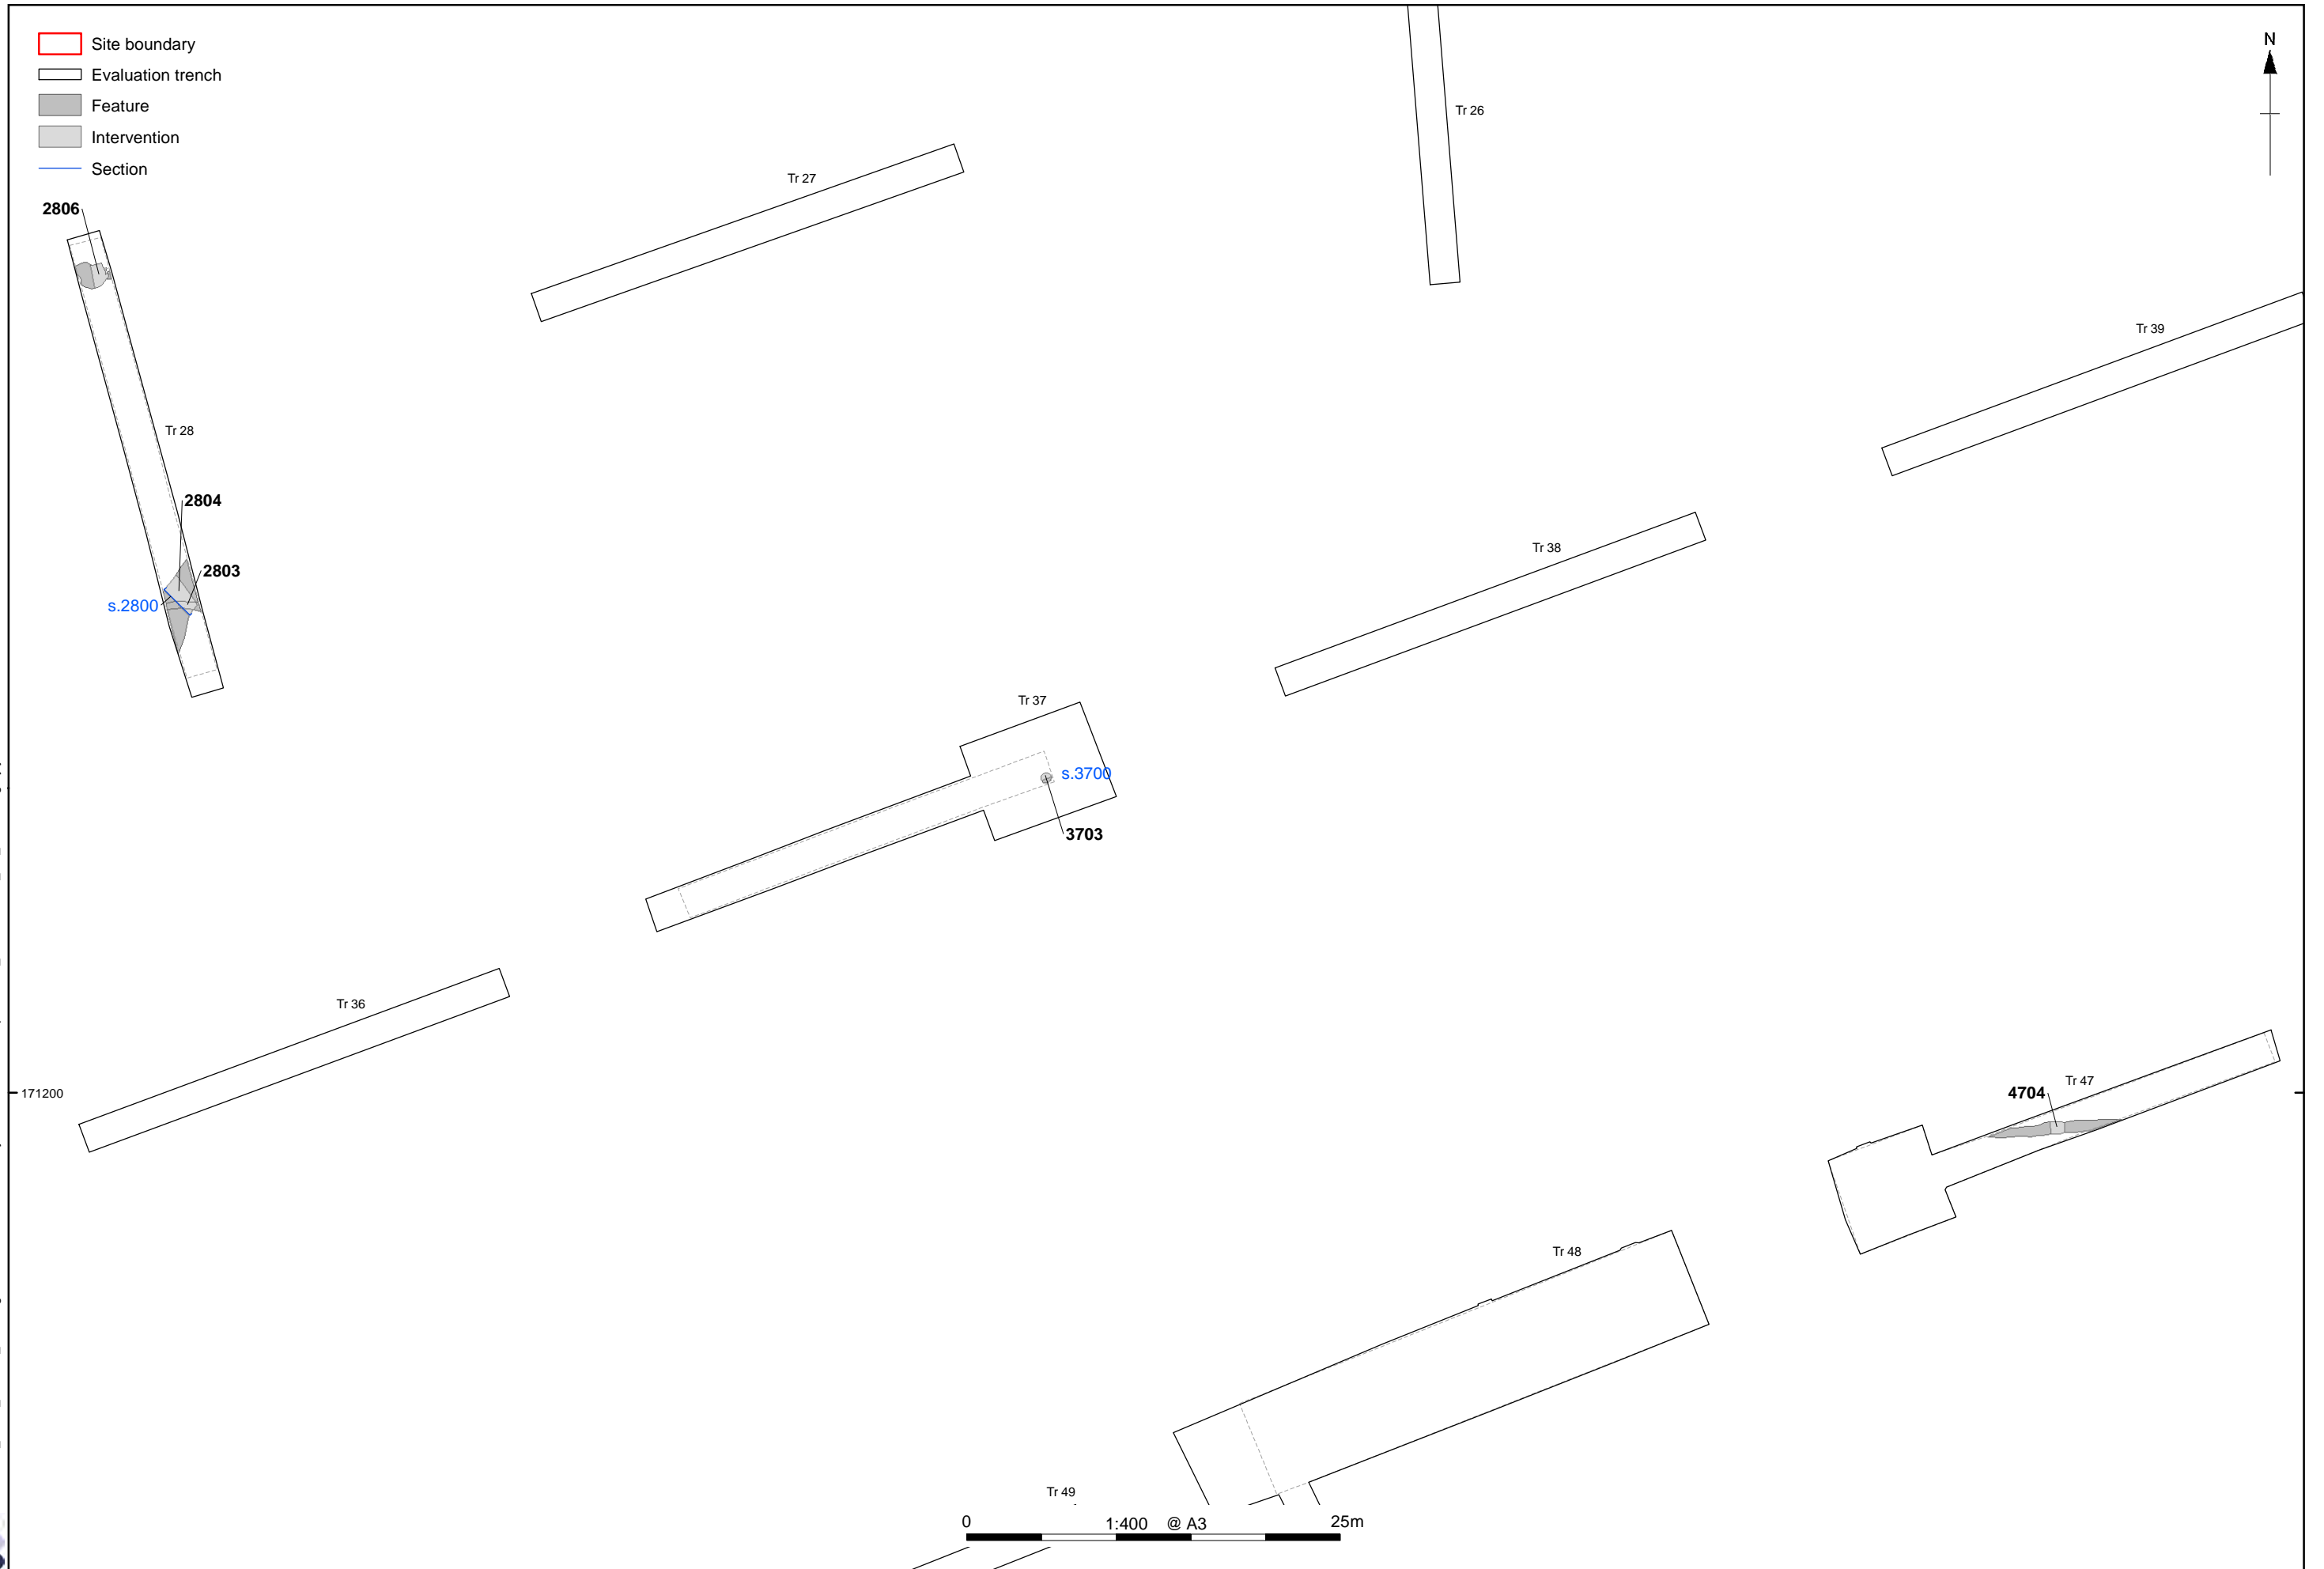 Site boundary
Evaluation trench
Feature
Intervention
Section
N
Tr 26
Tr 27
2806
Tr 39
Tr 28
2804
Tr 38
2803
s.2800
Tr 37
s.3700
3703
Tr 36
Tr 47
4704
171200
Tr 48
Tr 49
0 1:400 @ A3 25m